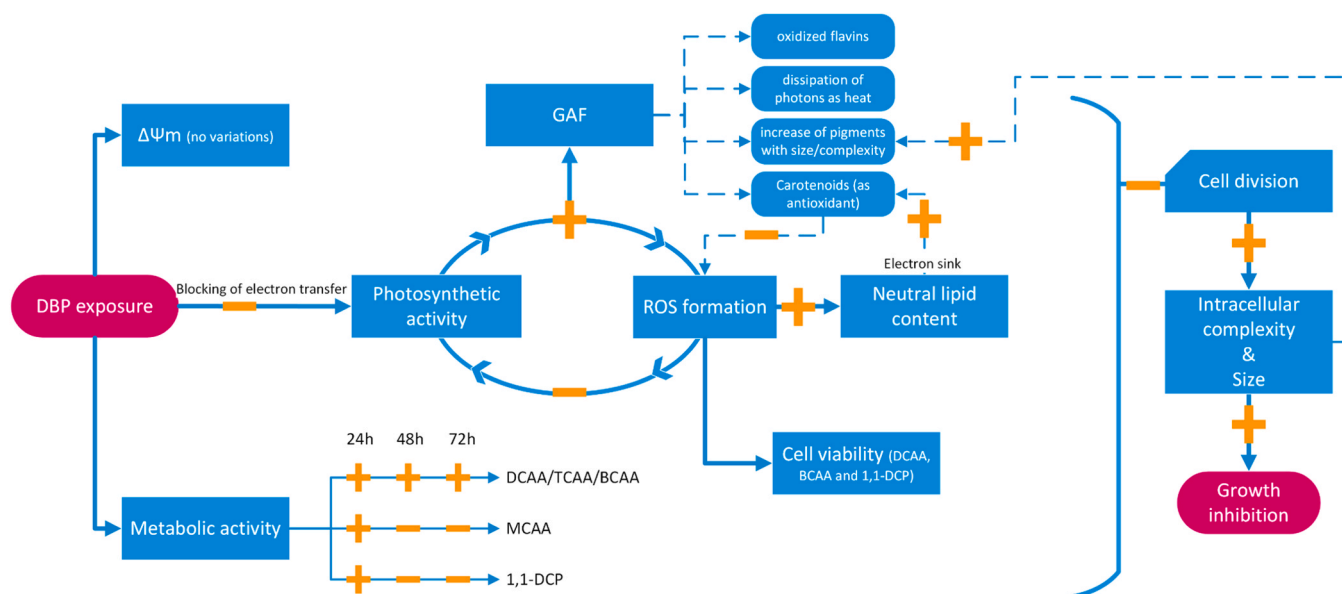 oxidized flavins
dissipation of
photons as heat
GAF
ΔΨm (no variations)
increase of pigments
with size/complexity
Carotenoids (as
antioxidant)
Cell division
Electron sink
Blocking of electron transfer
DBP exposure
Photosynthetic
activity
ROS formation
Neutral lipid
content
Intracellular
complexity
&
Size
24h 48h 72h
Cell viability (DCAA,
BCAA and 1,1-DCP)
DCAA/TCAA/BCAA
Growth
inhibition
Metabolic activity
MCAA
1,1-DCP